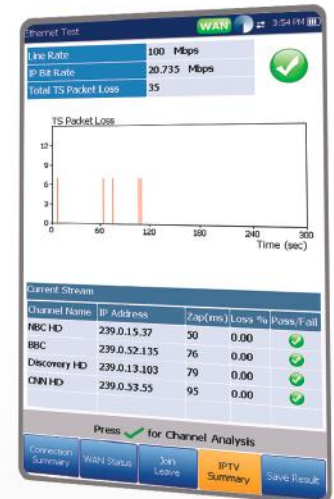 Ethernet Test WAN 3:54 PM
Line Rate 100 Mbps
IP Bit Rate 20.735 Mbps
Total TS Packet Loss 35
TS Packet Loss
12
9
6
3
0
0 60 120 180 240 300
Time (sec)
Current Stream
Channel Name IP Address Zap(ms) Loss % Pass/Fail
NBC HD 239.0.15.37 50 0.00
BBC 239.0.52.135 76 0.00
Discovery HD 239.0.13.103 79 0.00
CNN HD 239.0.53.55 95 0.00
Press for Channel Analysis
Connection Summary WAN Status Join Leave IPTV Summary Save Result